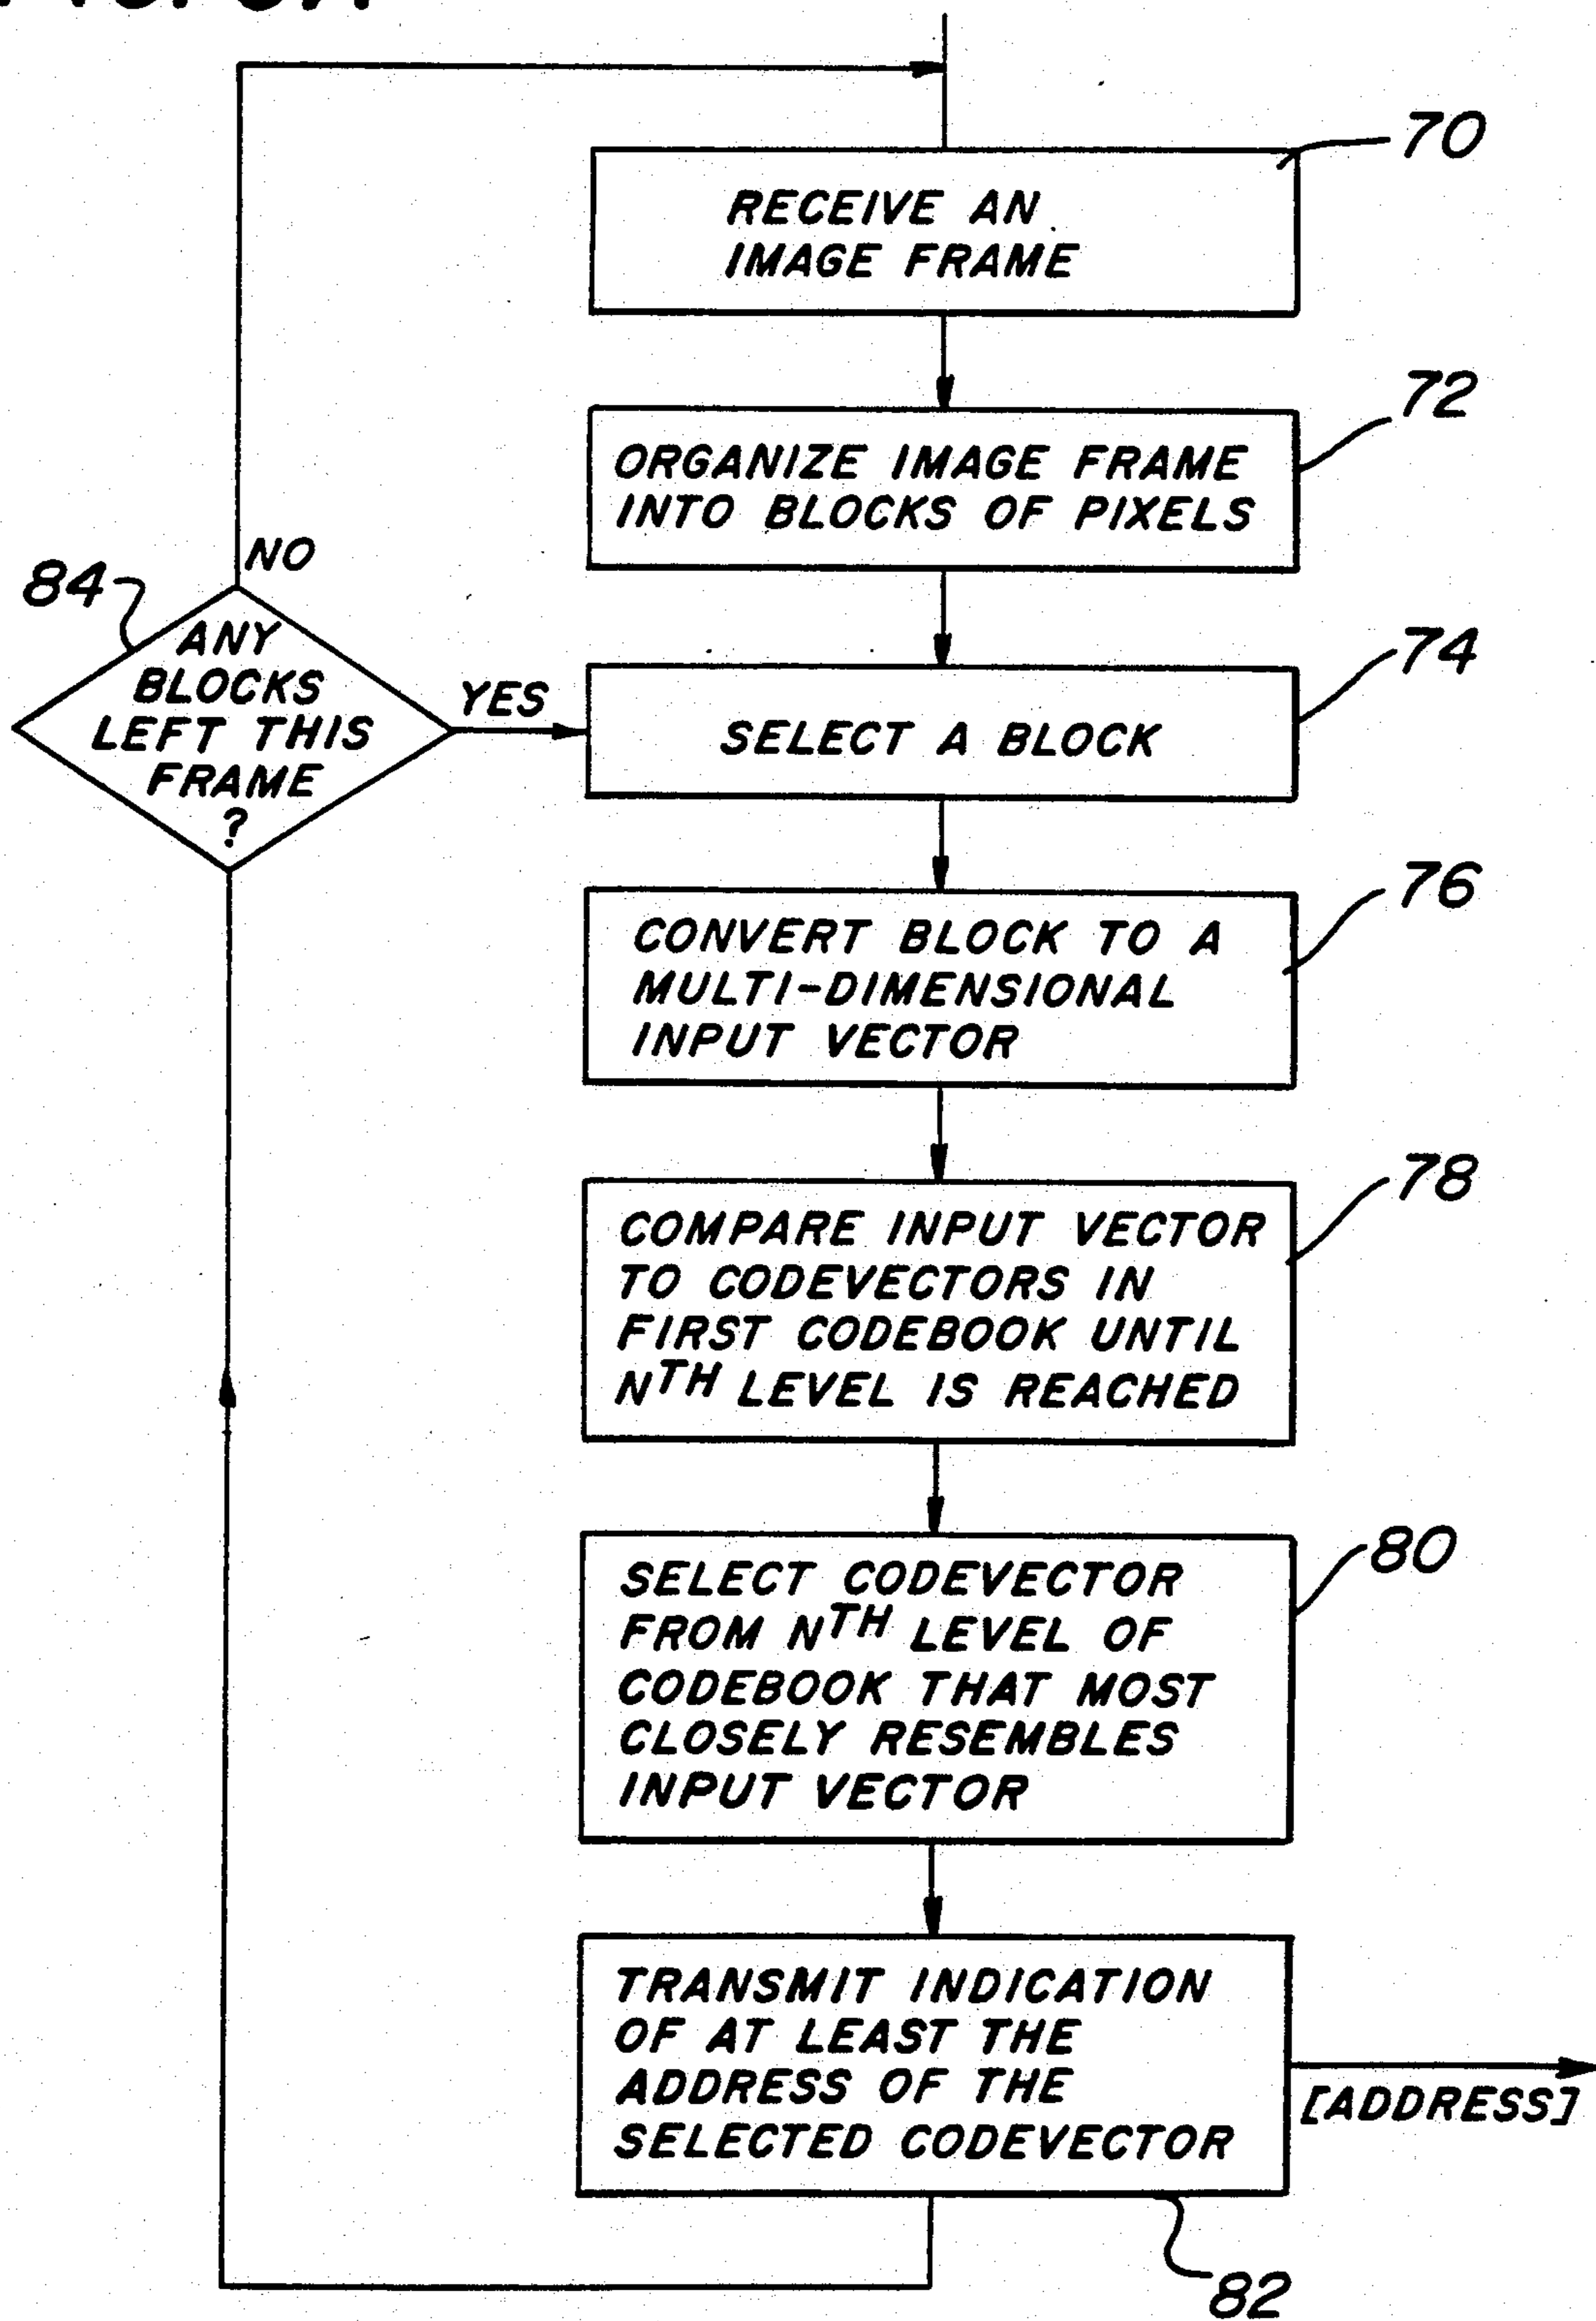 70
RECEIVE AN
IMAGE FRAME
72
ORGANIZE IMAGE FRAME
INTO BLOCKS OF PIXELS
NO
84
ANY
BLOCKS
LEFT THIS
FRAME
?
YES
74
SELECT A BLOCK
76
CONVERT BLOCK TO A
MULTI-DIMENSIONAL
INPUT VECTOR
78
COMPARE INPUT VECTOR
TO CODEVECTORS IN
FIRST CODEBOOK UNTIL
NTH LEVEL IS REACHED
80
SELECT CODEVECTOR
FROM NTH LEVEL OF
CODEBOOK THAT MOST
CLOSELY RESEMBLES
INPUT VECTOR
TRANSMIT INDICATION
OF AT LEAST THE
ADDRESS OF THE
SELECTED CODEVECTOR
[ADDRESS]
82